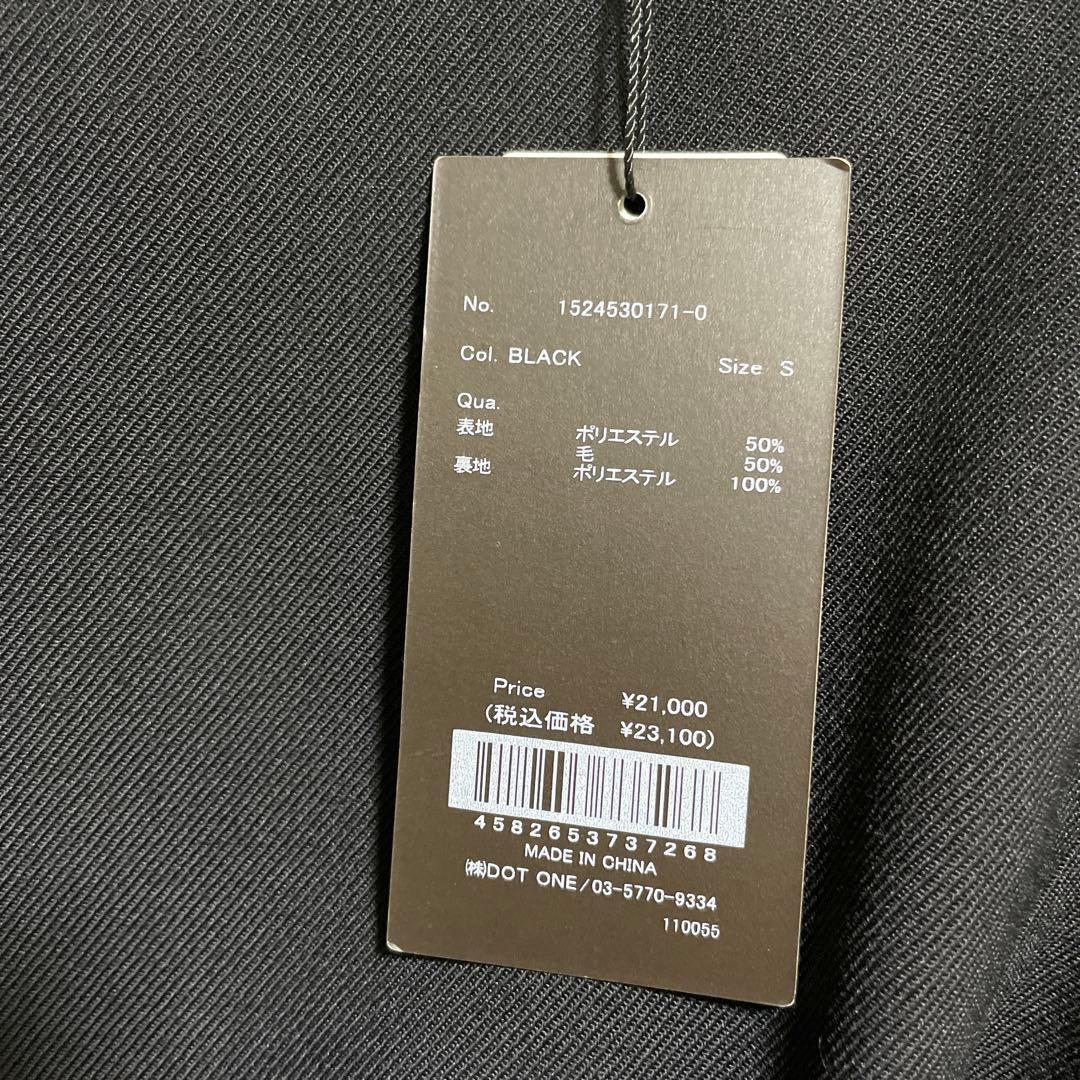 No. 1524530171-0
Col. BLACK Size S
Qua.
表地 ポリエステル 50%
毛 50%
裏地 ポリエステル 100%
Price ¥21,000
(税込価格 ¥23,100)
4582653737268
MADE IN CHINA
㈱DOT ONE/03-5770-9334
110055